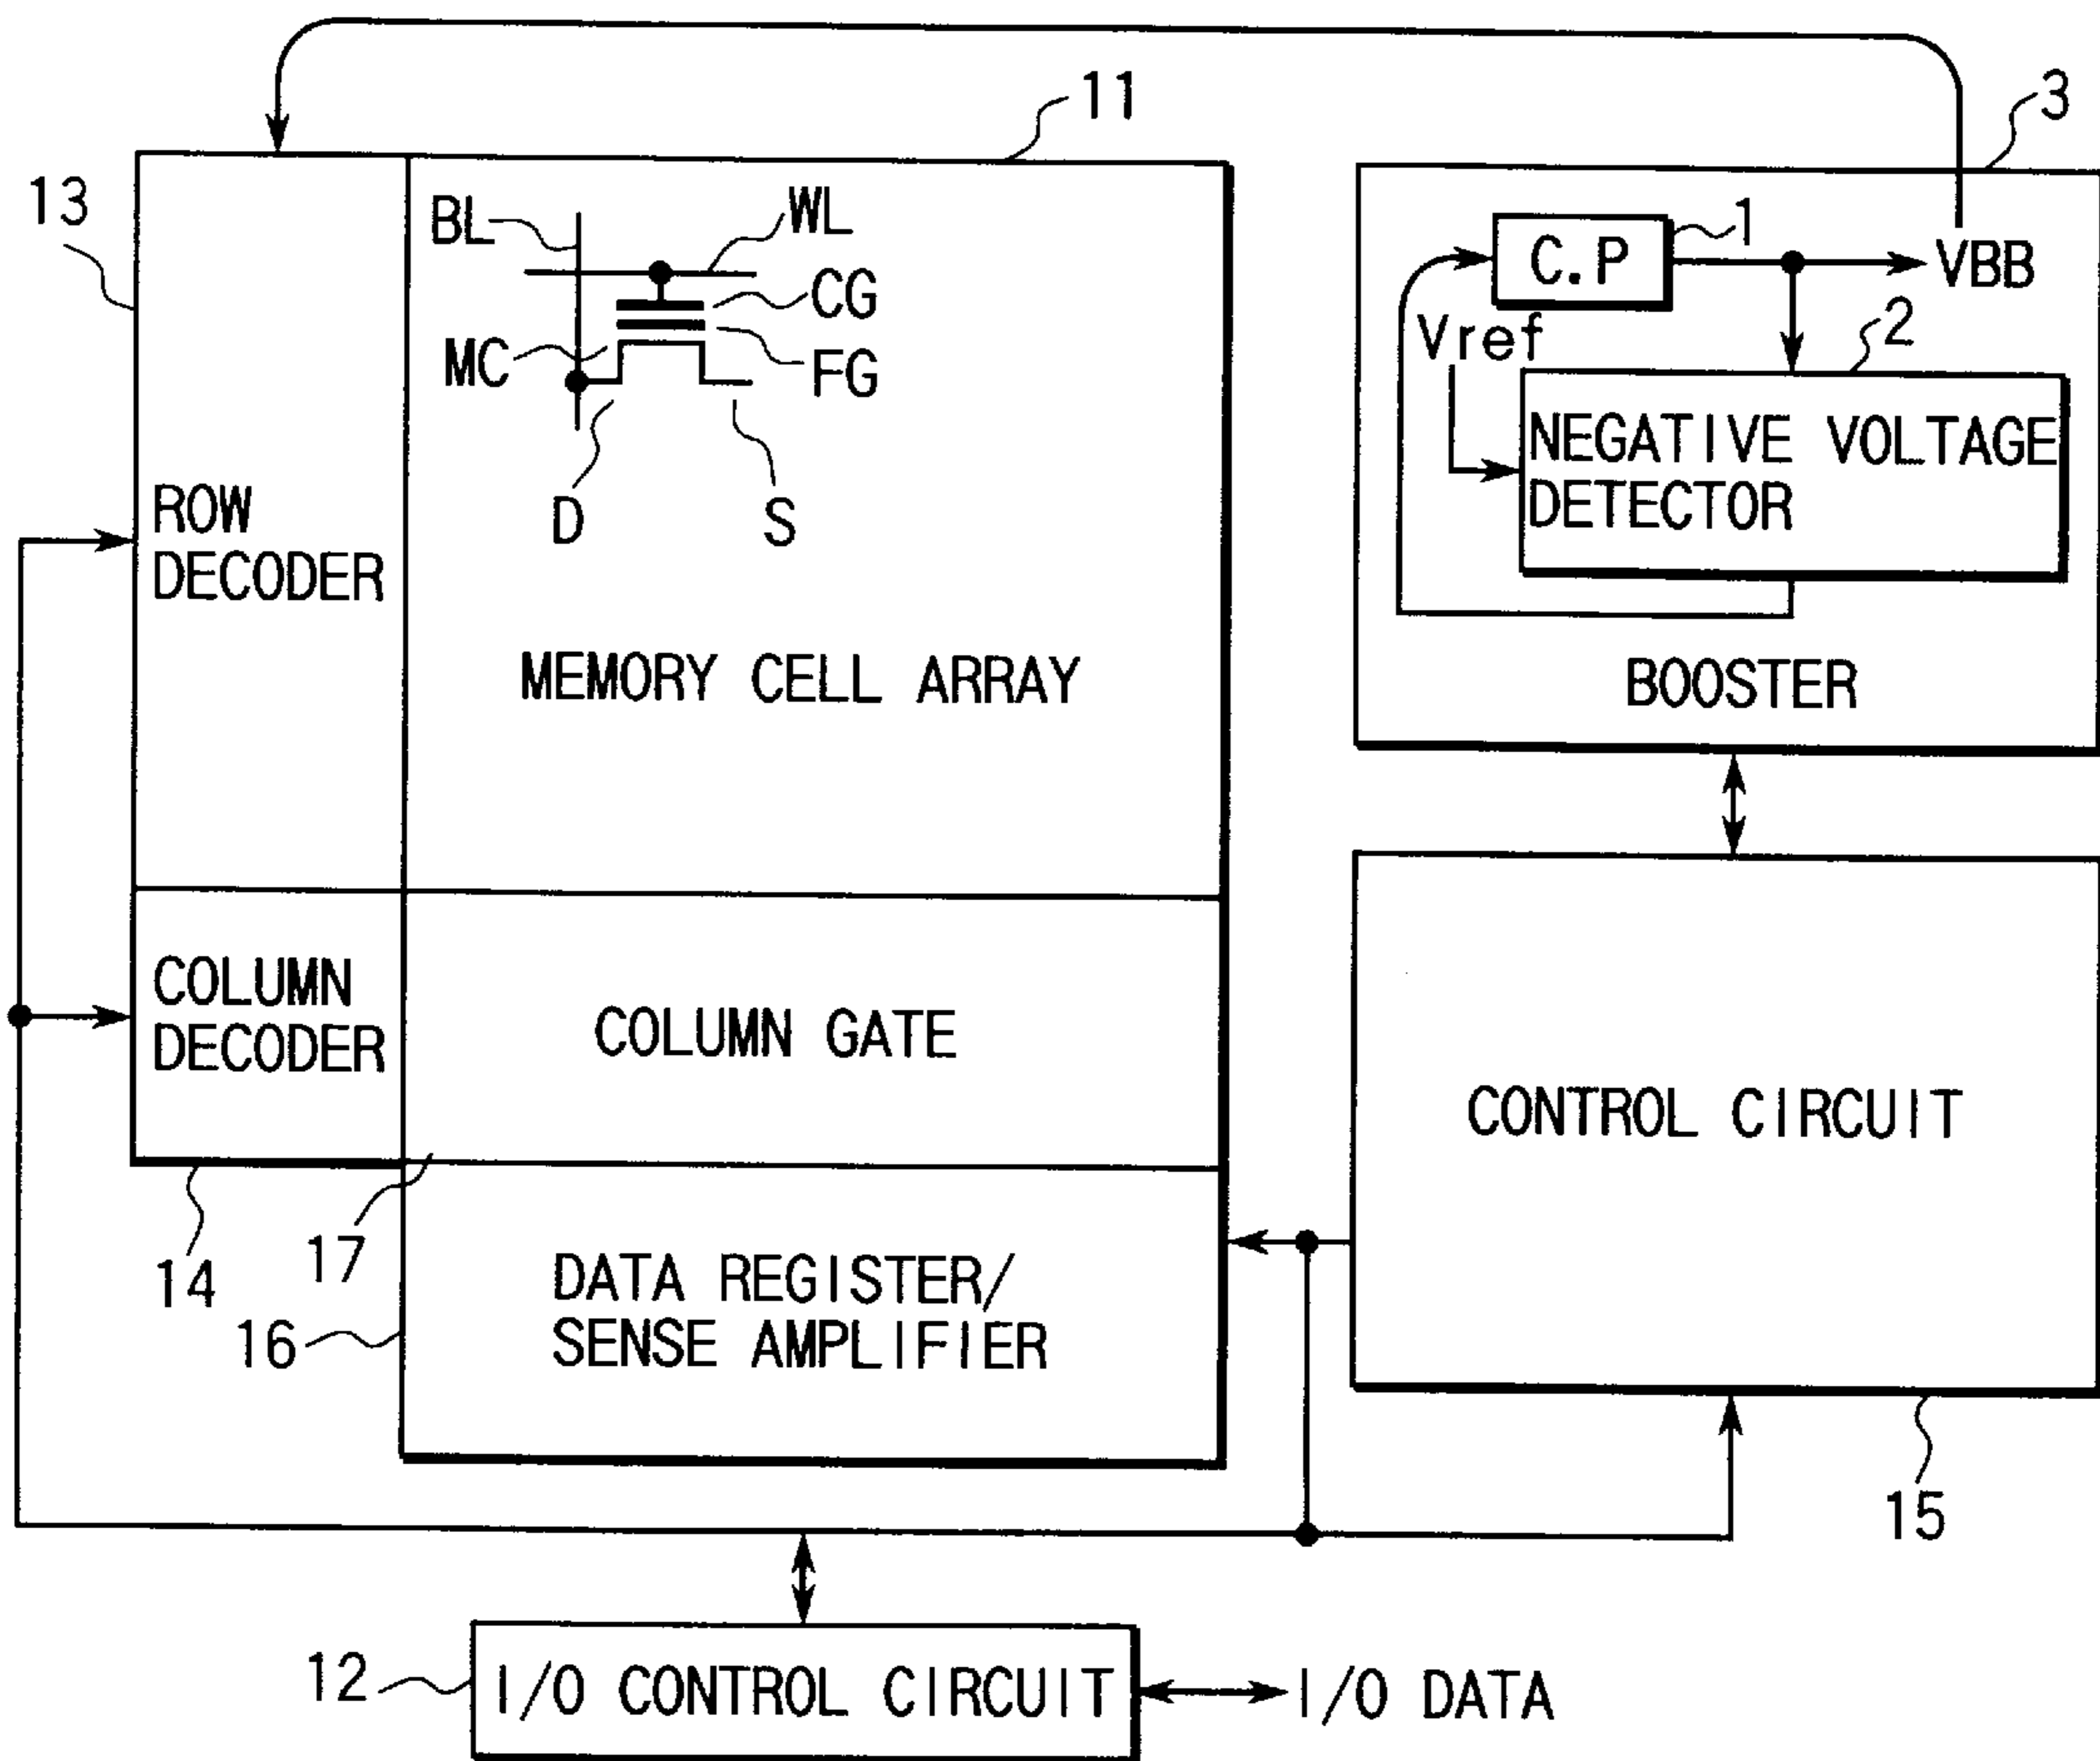 11
3
13
BL
WL
CG
MC
FG
D
S
ROW
DECODER
MEMORY CELL ARRAY
C.P
1
VBB
Vref
2
NEGATIVE VOLTAGE
DETECTOR
BOOSTER
COLUMN
DECODER
COLUMN GATE
CONTROL CIRCUIT
14
17
16
DATA REGISTER/
SENSE AMPLIFIER
15
12
I/O CONTROL CIRCUIT
I/O DATA